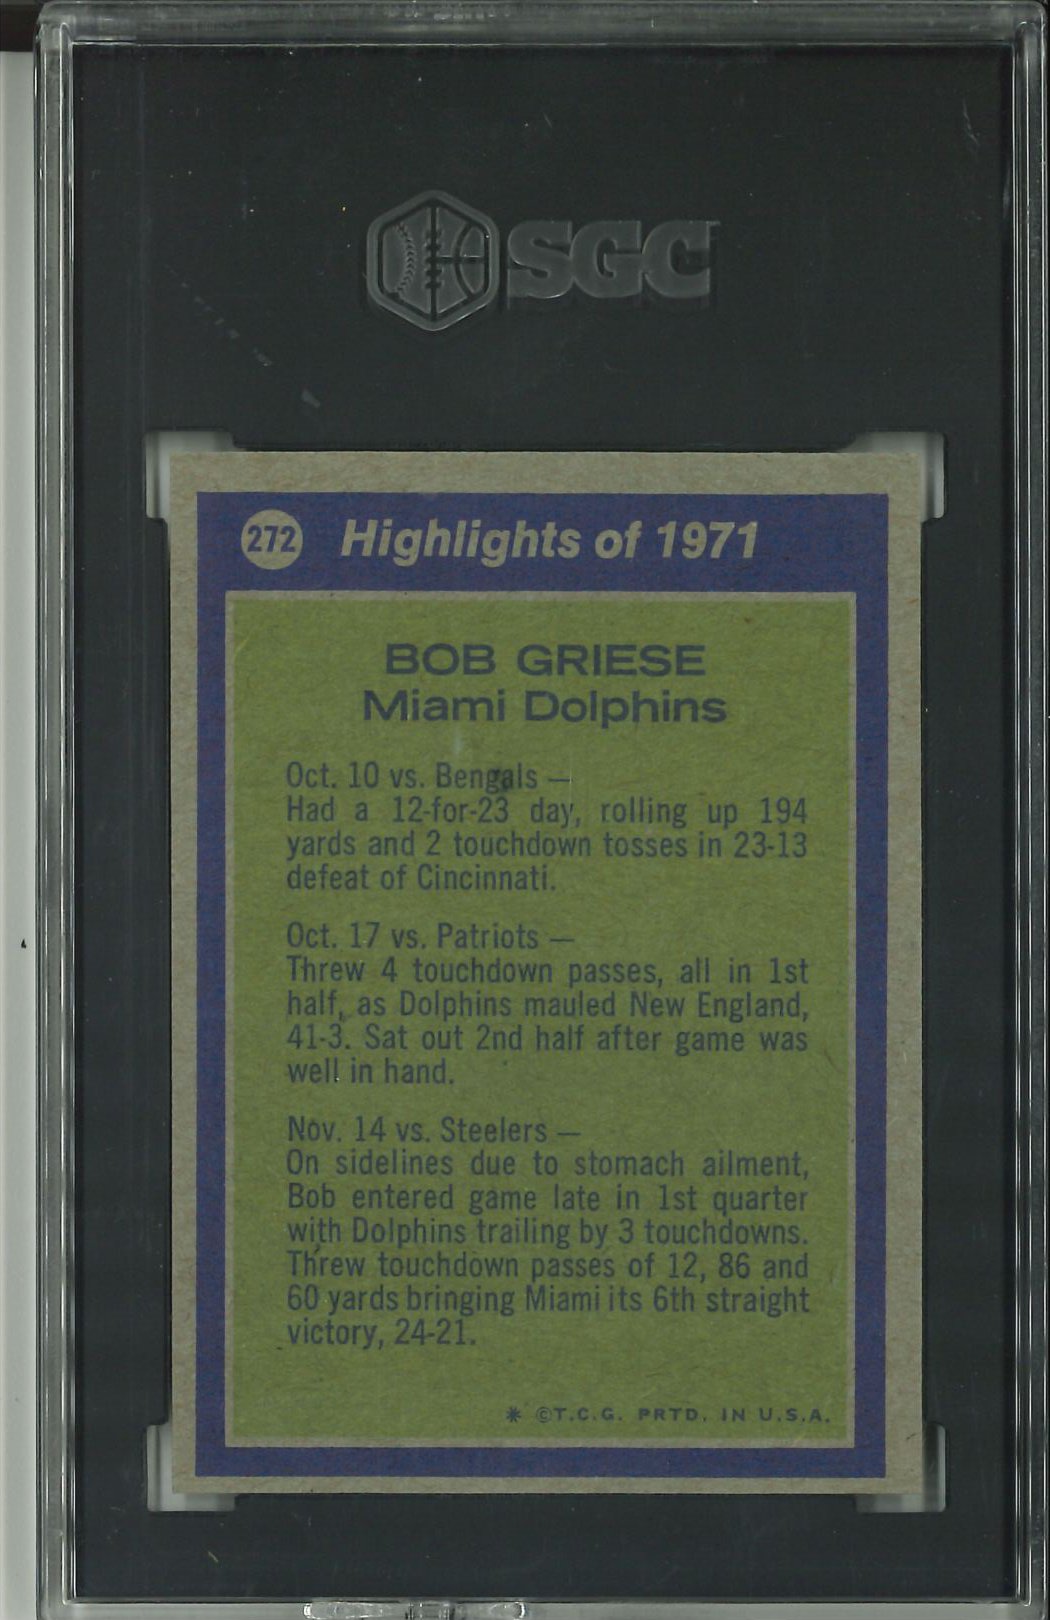 SGC
272 Highlights of 1971
BOB GRIESE
Miami Dolphins
Oct. 10 vs. Bengals —
Had a 12-for-23 day, rolling up 194
yards and 2 touchdown tosses in 23-13
defeat of Cincinnati.
Oct. 17 vs. Patriots —
Threw 4 touchdown passes, all in 1st
half, as Dolphins mauled New England,
41-3. Sat out 2nd half after game was
well in hand.
Nov. 14 vs. Steelers —
On sidelines due to stomach ailment,
Bob entered game late in 1st quarter
with Dolphins trailing by 3 touchdowns.
Threw touchdown passes of 12, 86 and
60 yards bringing Miami its 6th straight
victory, 24-21.
* ©T.C.G. PRTD. IN U.S.A.